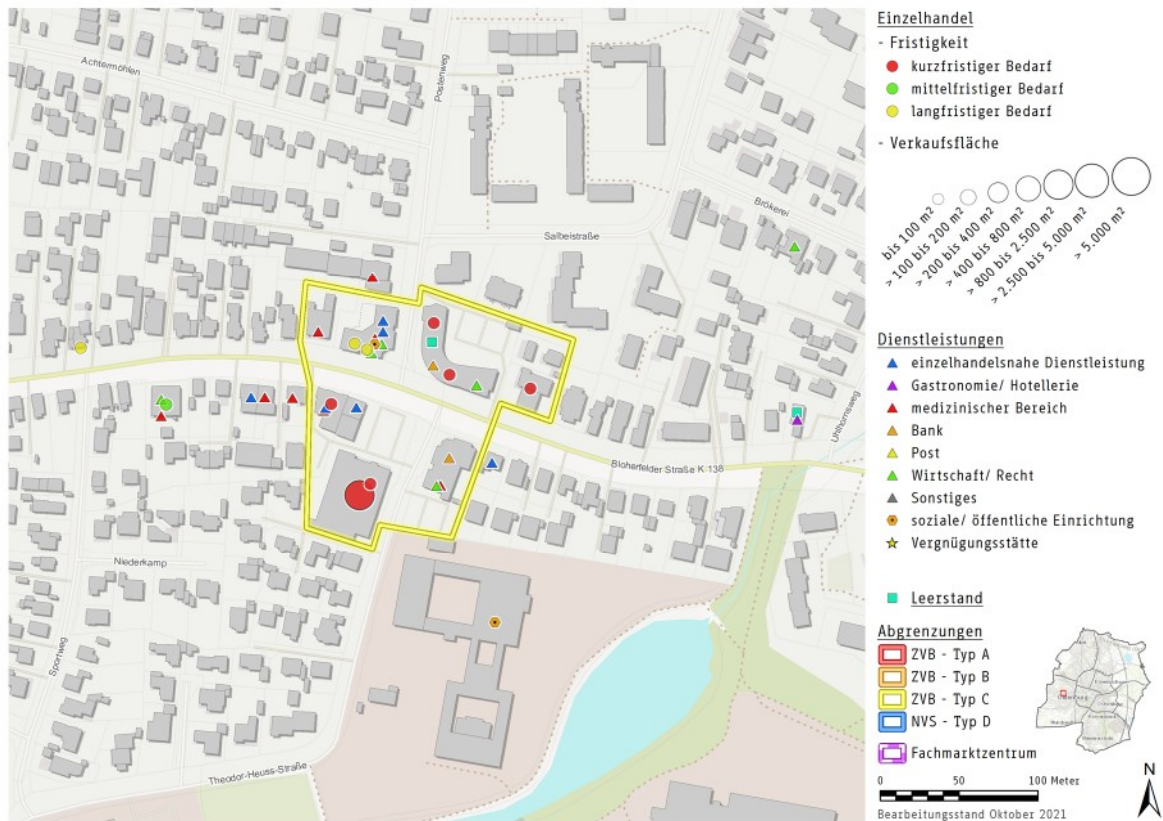 Achtermöhlen
Postenweg
Brökerei
Salbeistraße
Uhlhornsweg
Bloherfelder Straße K 138
Niederkamp
Sportweg
Theodor-Heuss-Straße
Einzelhandel
- Fristigkeit
kurzfristiger Bedarf
mittelfristiger Bedarf
langfristiger Bedarf
- Verkaufsfläche
bis 100 m²
> 100 bis 200 m²
> 200 bis 400 m²
> 400 bis 800 m²
> 800 bis 2.500 m²
> 2.500 bis 5.000 m²
> 5.000 m²
Dienstleistungen
einzelhandelsnahe Dienstleistung
Gastronomie/ Hotellerie
medizinischer Bereich
Bank
Post
Wirtschaft/ Recht
Sonstiges
soziale/ öffentliche Einrichtung
Vergnügungsstätte
Leerstand
Abgrenzungen
ZVB - Typ A
ZVB - Typ B
ZVB - Typ C
NVS - Typ D
Fachmarktzentrum
0 50 100 Meter
N
Bearbeitungsstand Oktober 2021